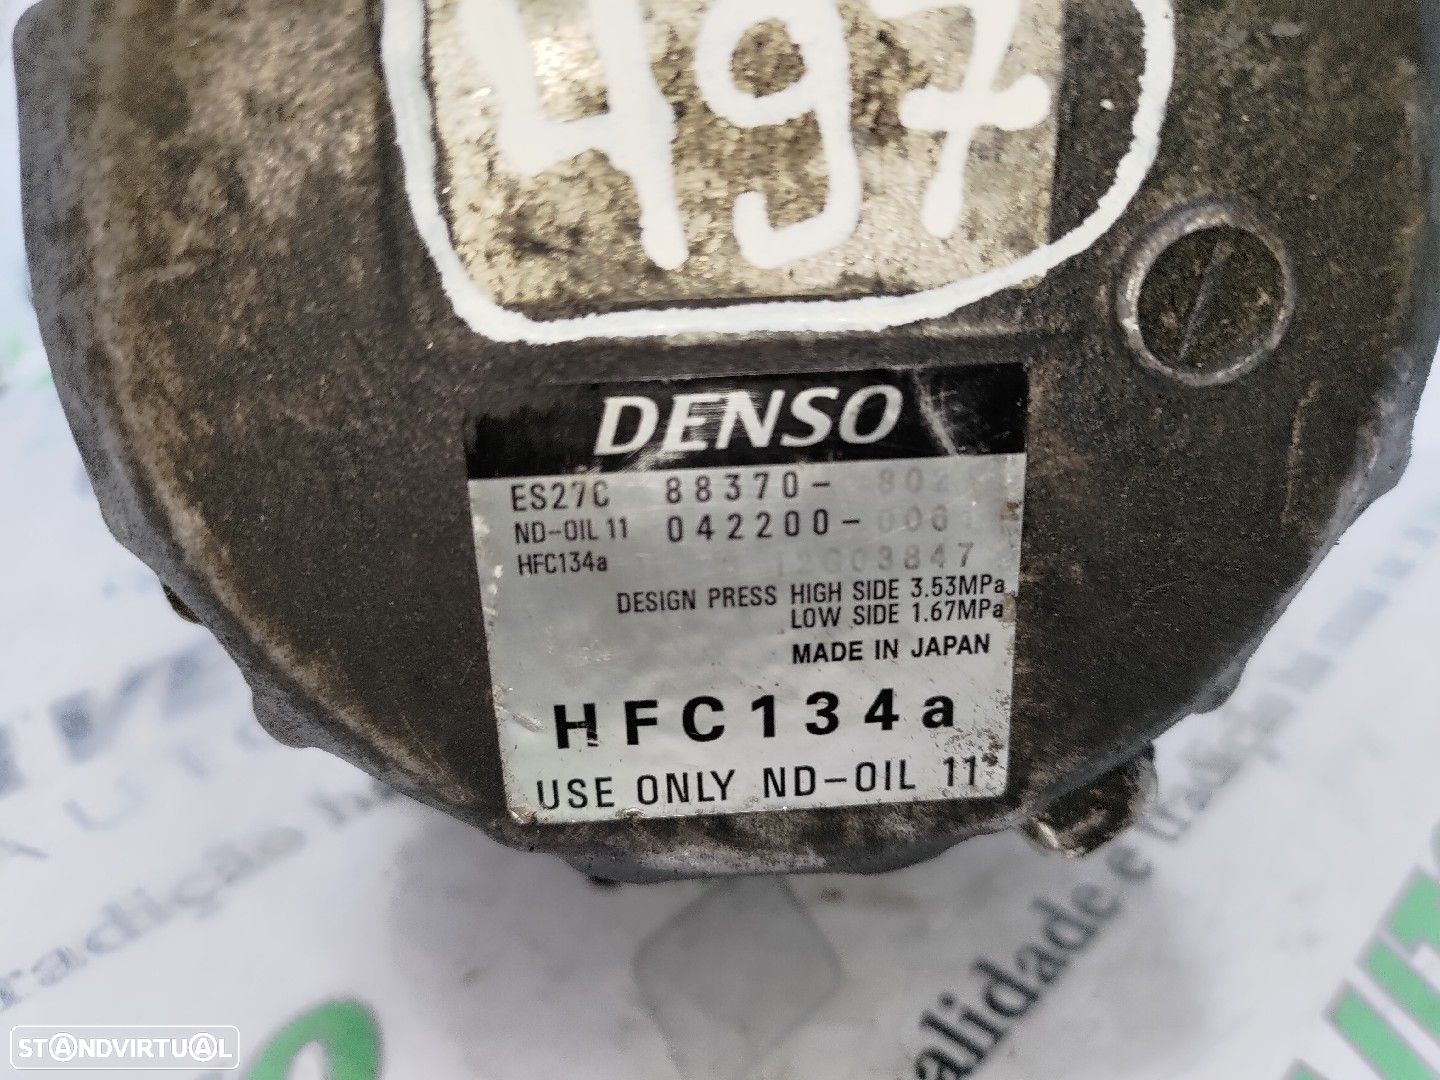 497
DENSO
ES27C 88370-
ND-OIL 11 042200-
HFC134a
DESIGN PRESS HIGH SIDE 3.53MPa
LOW SIDE 1.67MPa
MADE IN JAPAN
HFC134a
USE ONLY ND-OIL 11
STANDVIRTUAL